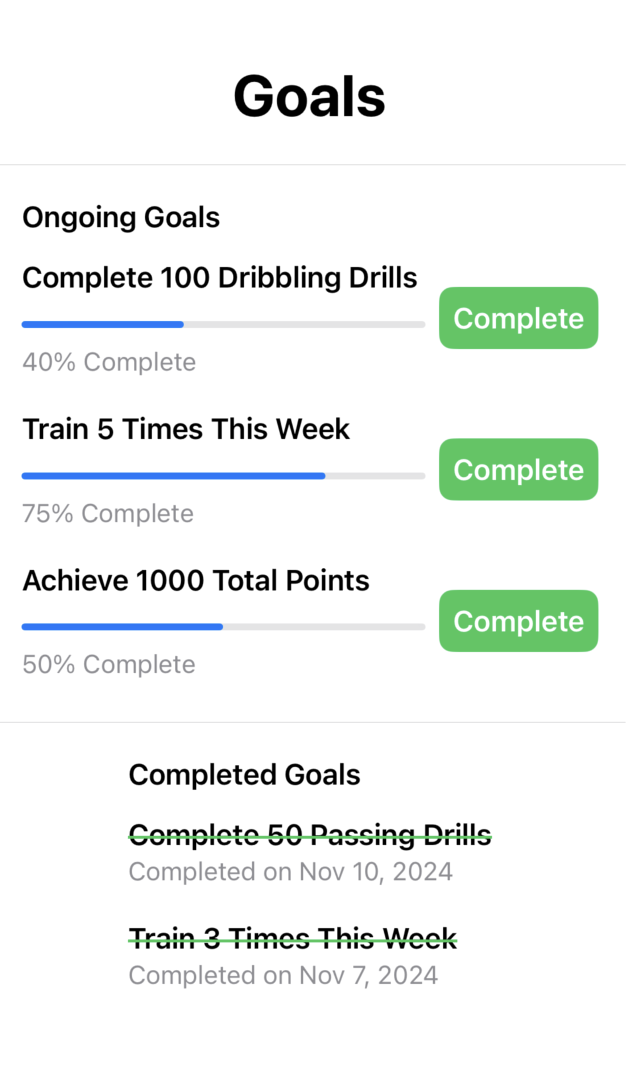 Goals
Ongoing Goals
Complete 100 Dribbling Drills
Complete
40% Complete
Train 5 Times This Week
Complete
75% Complete
Achieve 1000 Total Points
Complete
50% Complete
Completed Goals
Complete 50 Passing Drills
Completed on Nov 10, 2024
Train 3 Times This Week
Completed on Nov 7, 2024